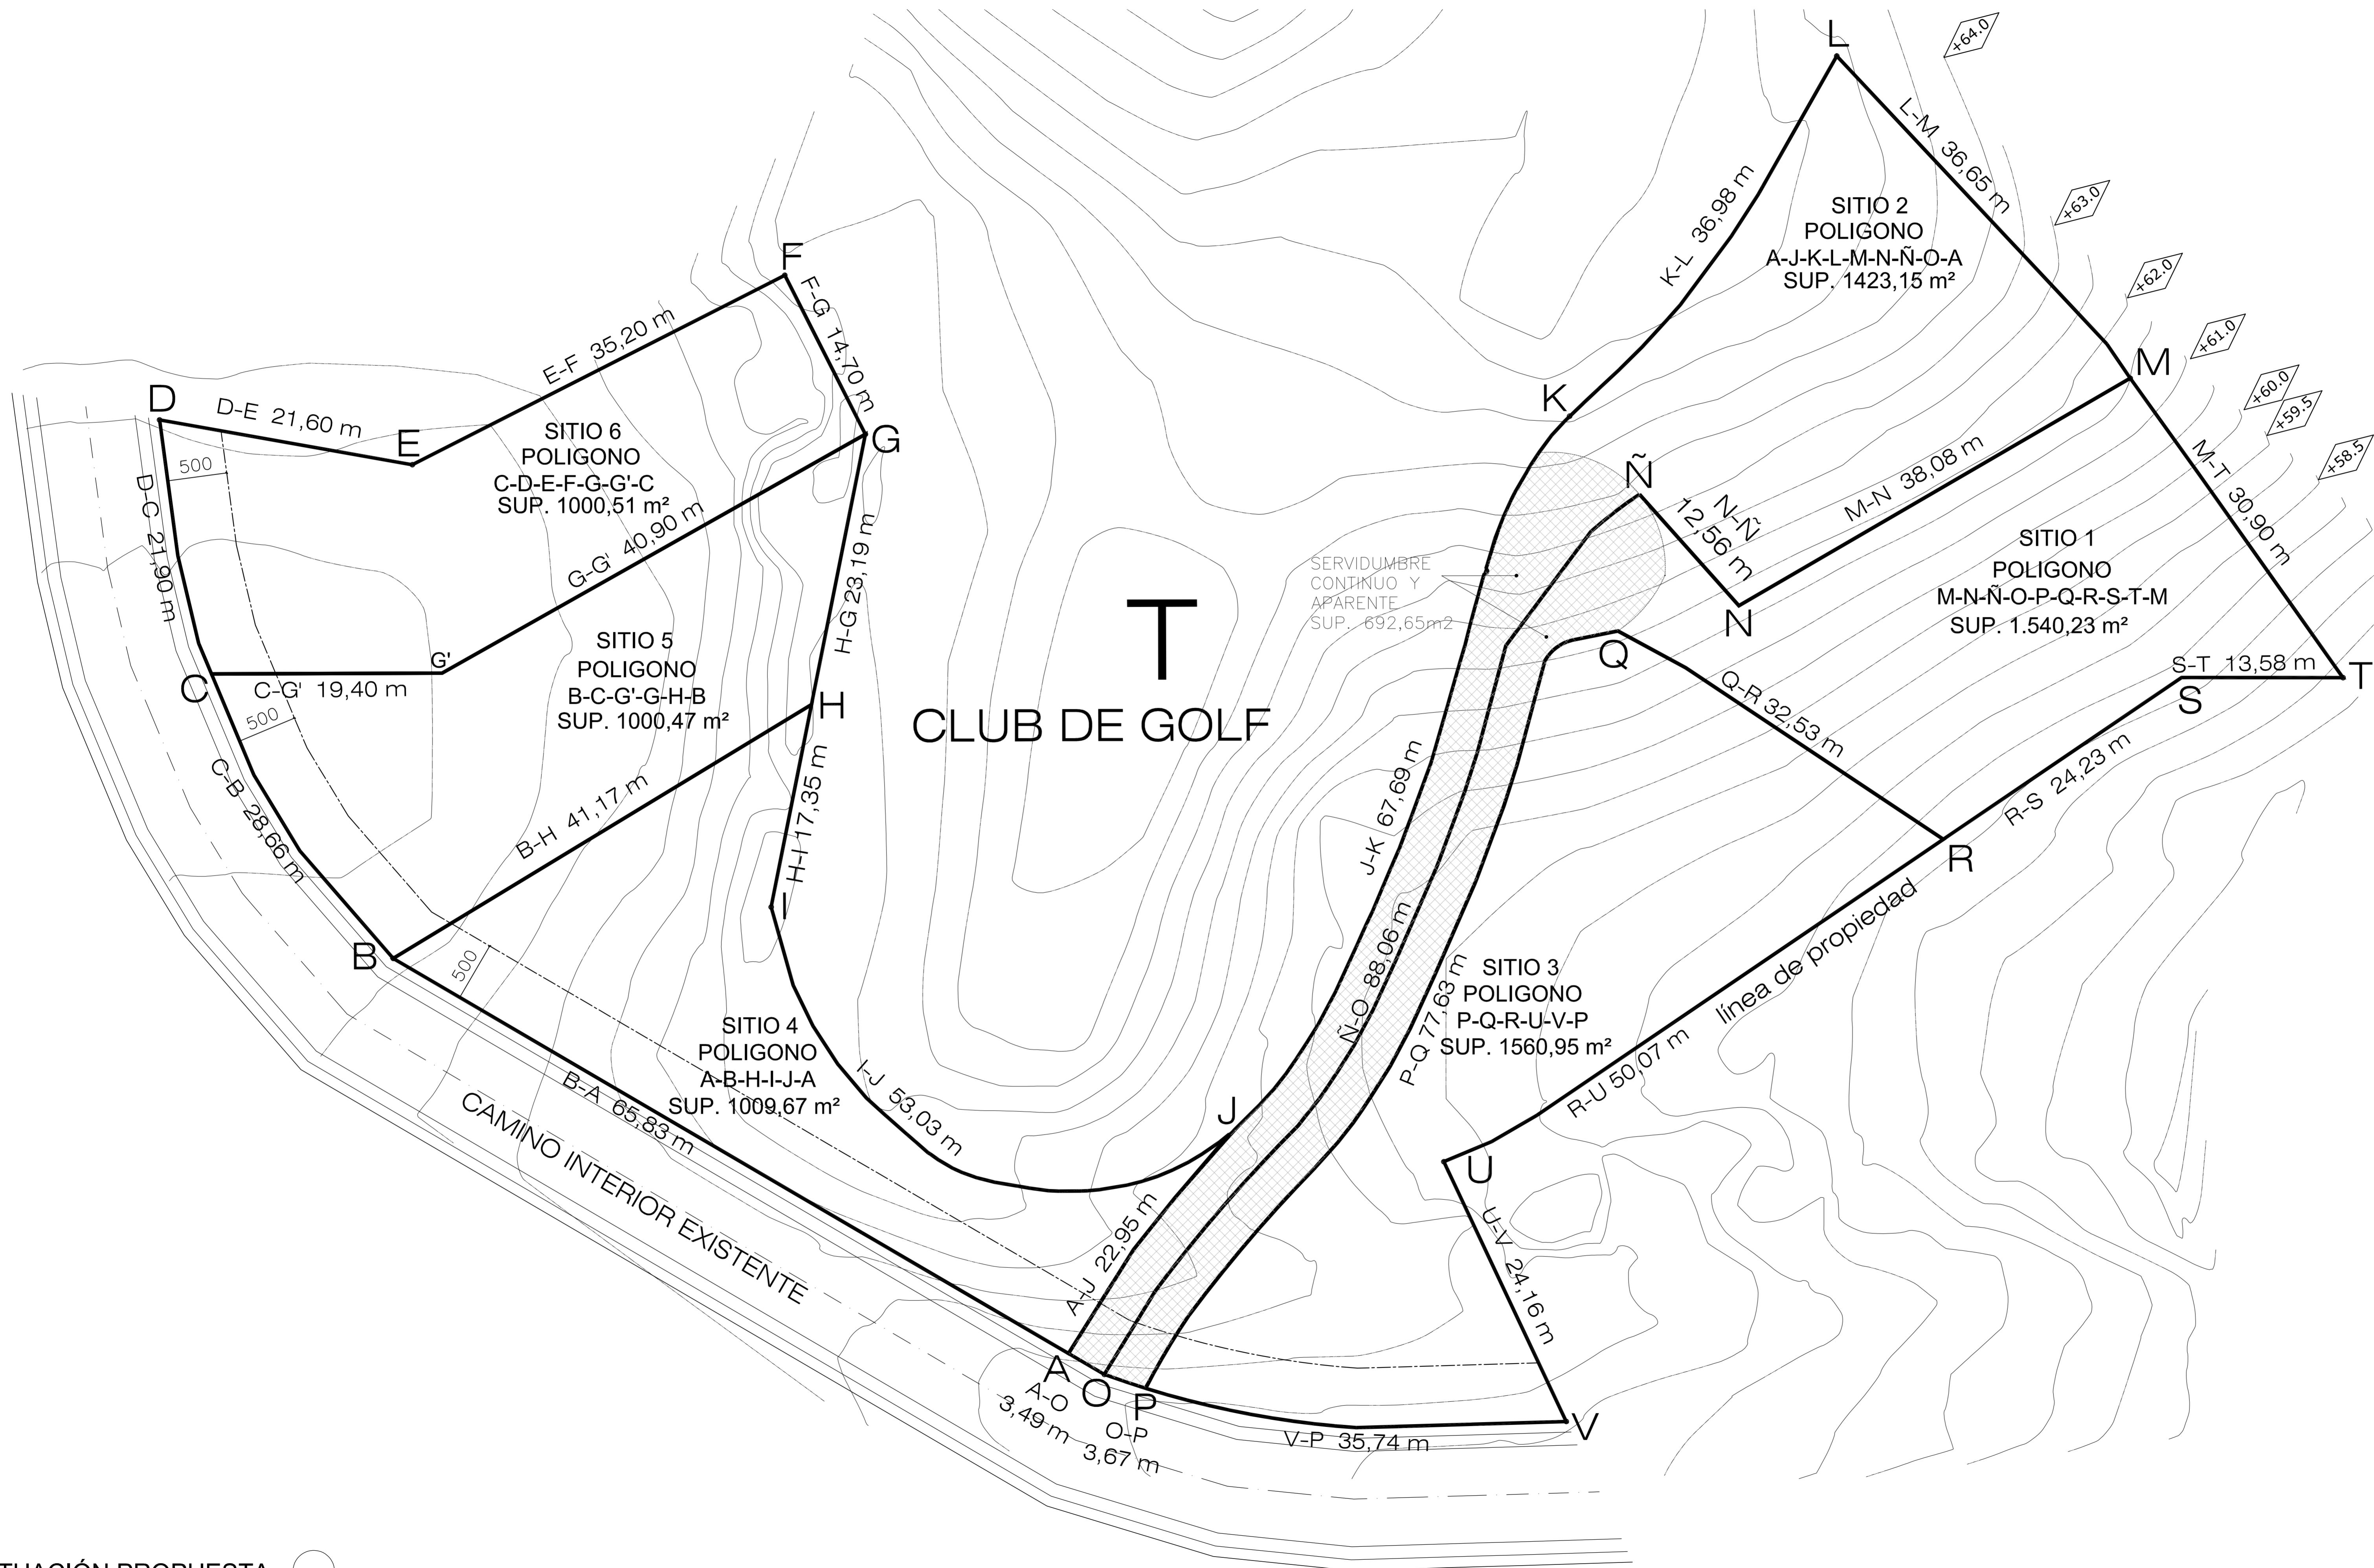 L
+64.0
L-M 36,65 m
K-L 36,98 m
SITIO 2
POLIGONO
A-J-K-L-M-N-Ñ-O-A
SUP. 1423,15 m²
+63.0
+62.0
+61.0
+60.0
+59.5
+58.5
F
F-G 14,70 m
E-F 35,20 m
D
D-E 21,60 m
E
G
K
M
Ñ
500
D-C 21,90 m
SITIO 6
POLIGONO
C-D-E-F-G-G'-C
SUP. 1000,51 m²
G-G' 40,90 m
H-G 23,19 m
N-Ñ
12,56 m
M-N 38,08 m
M-T 30,90 m
SITIO 1
POLIGONO
M-N-Ñ-O-P-Q-R-S-T-M
SUP. 1.540,23 m²
SERVIDUMBRE
CONTINUO Y
APARENTE
SUP. 692,65m2
T
CLUB DE GOLF
N
Q
S-T 13,58 m
T
S
G'
C
C-G' 19,40 m
500
SITIO 5
POLIGONO
B-C-G'-G-H-B
SUP. 1000,47 m²
H
Q-R 32,53 m
R-S 24,23 m
R
C-B 28,66 m
B-H 41,17 m
H-I 17,35 m
I
J-K 67,69 m
Ñ-O 88,06 m
P-Q 77,63 m
línea de propiedad
B
500
SITIO 3
POLIGONO
P-Q-R-U-V-P
SUP. 1560,95 m²
SITIO 4
POLIGONO
A-B-H-I-J-A
SUP. 1009,67 m²
I-J 53,03 m
J
R-U 50,07 m
U
B-A 65,83 m
CAMINO INTERIOR EXISTENTE
A-J 22,95 m
U-V 24,16 m
A
O
P
V
A-O
3,49 m
O-P
3,67 m
V-P 35,74 m
TUACIÓN PROPUESTA